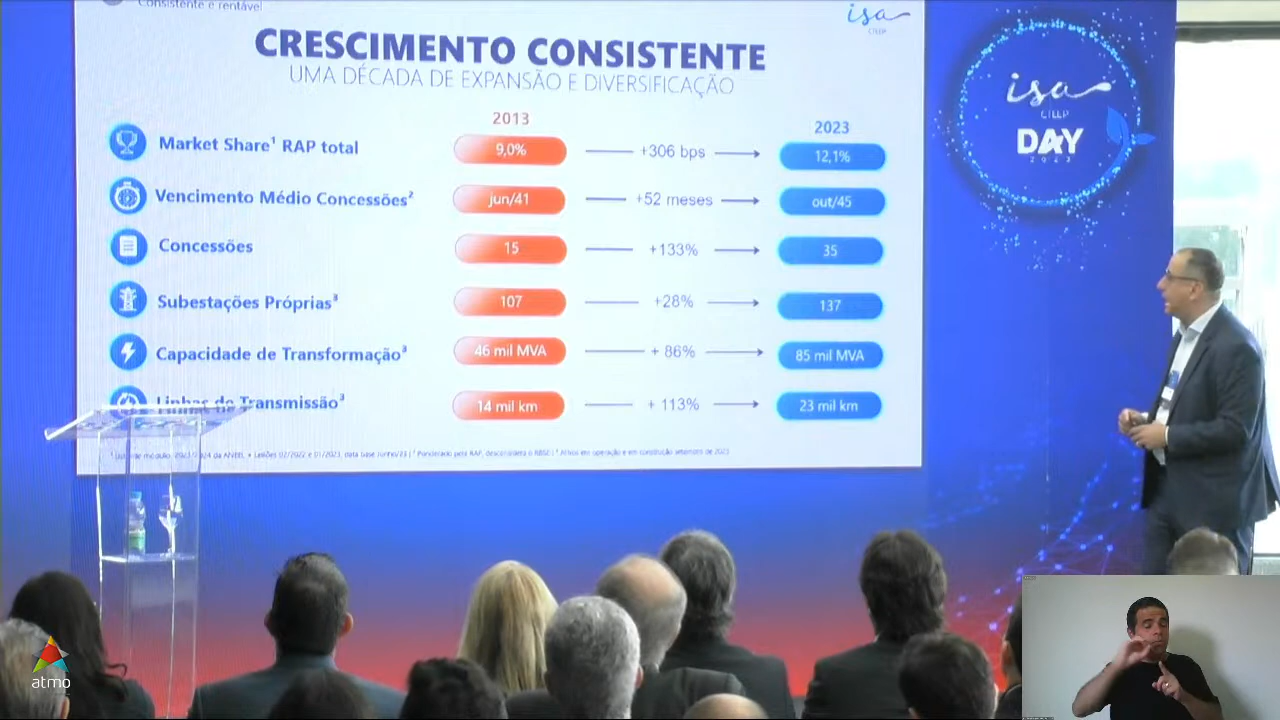 Consistente e rentável
isa
CTEEP
CRESCIMENTO CONSISTENTE
UMA DÉCADA DE EXPANSÃO E DIVERSIFICAÇÃO
2013
2023
Market Share¹ RAP total
9,0%
+306 bps
12,1%
Vencimento Médio Concessões²
jun/41
+52 meses
out/45
Concessões
15
+133%
35
Subestações Próprias³
107
+28%
137
Capacidade de Transformação³
46 mil MVA
+ 86%
85 mil MVA
Linhas de Transmissão³
14 mil km
+ 113%
23 mil km
isa
CTEEP
DAY
2023
atmo